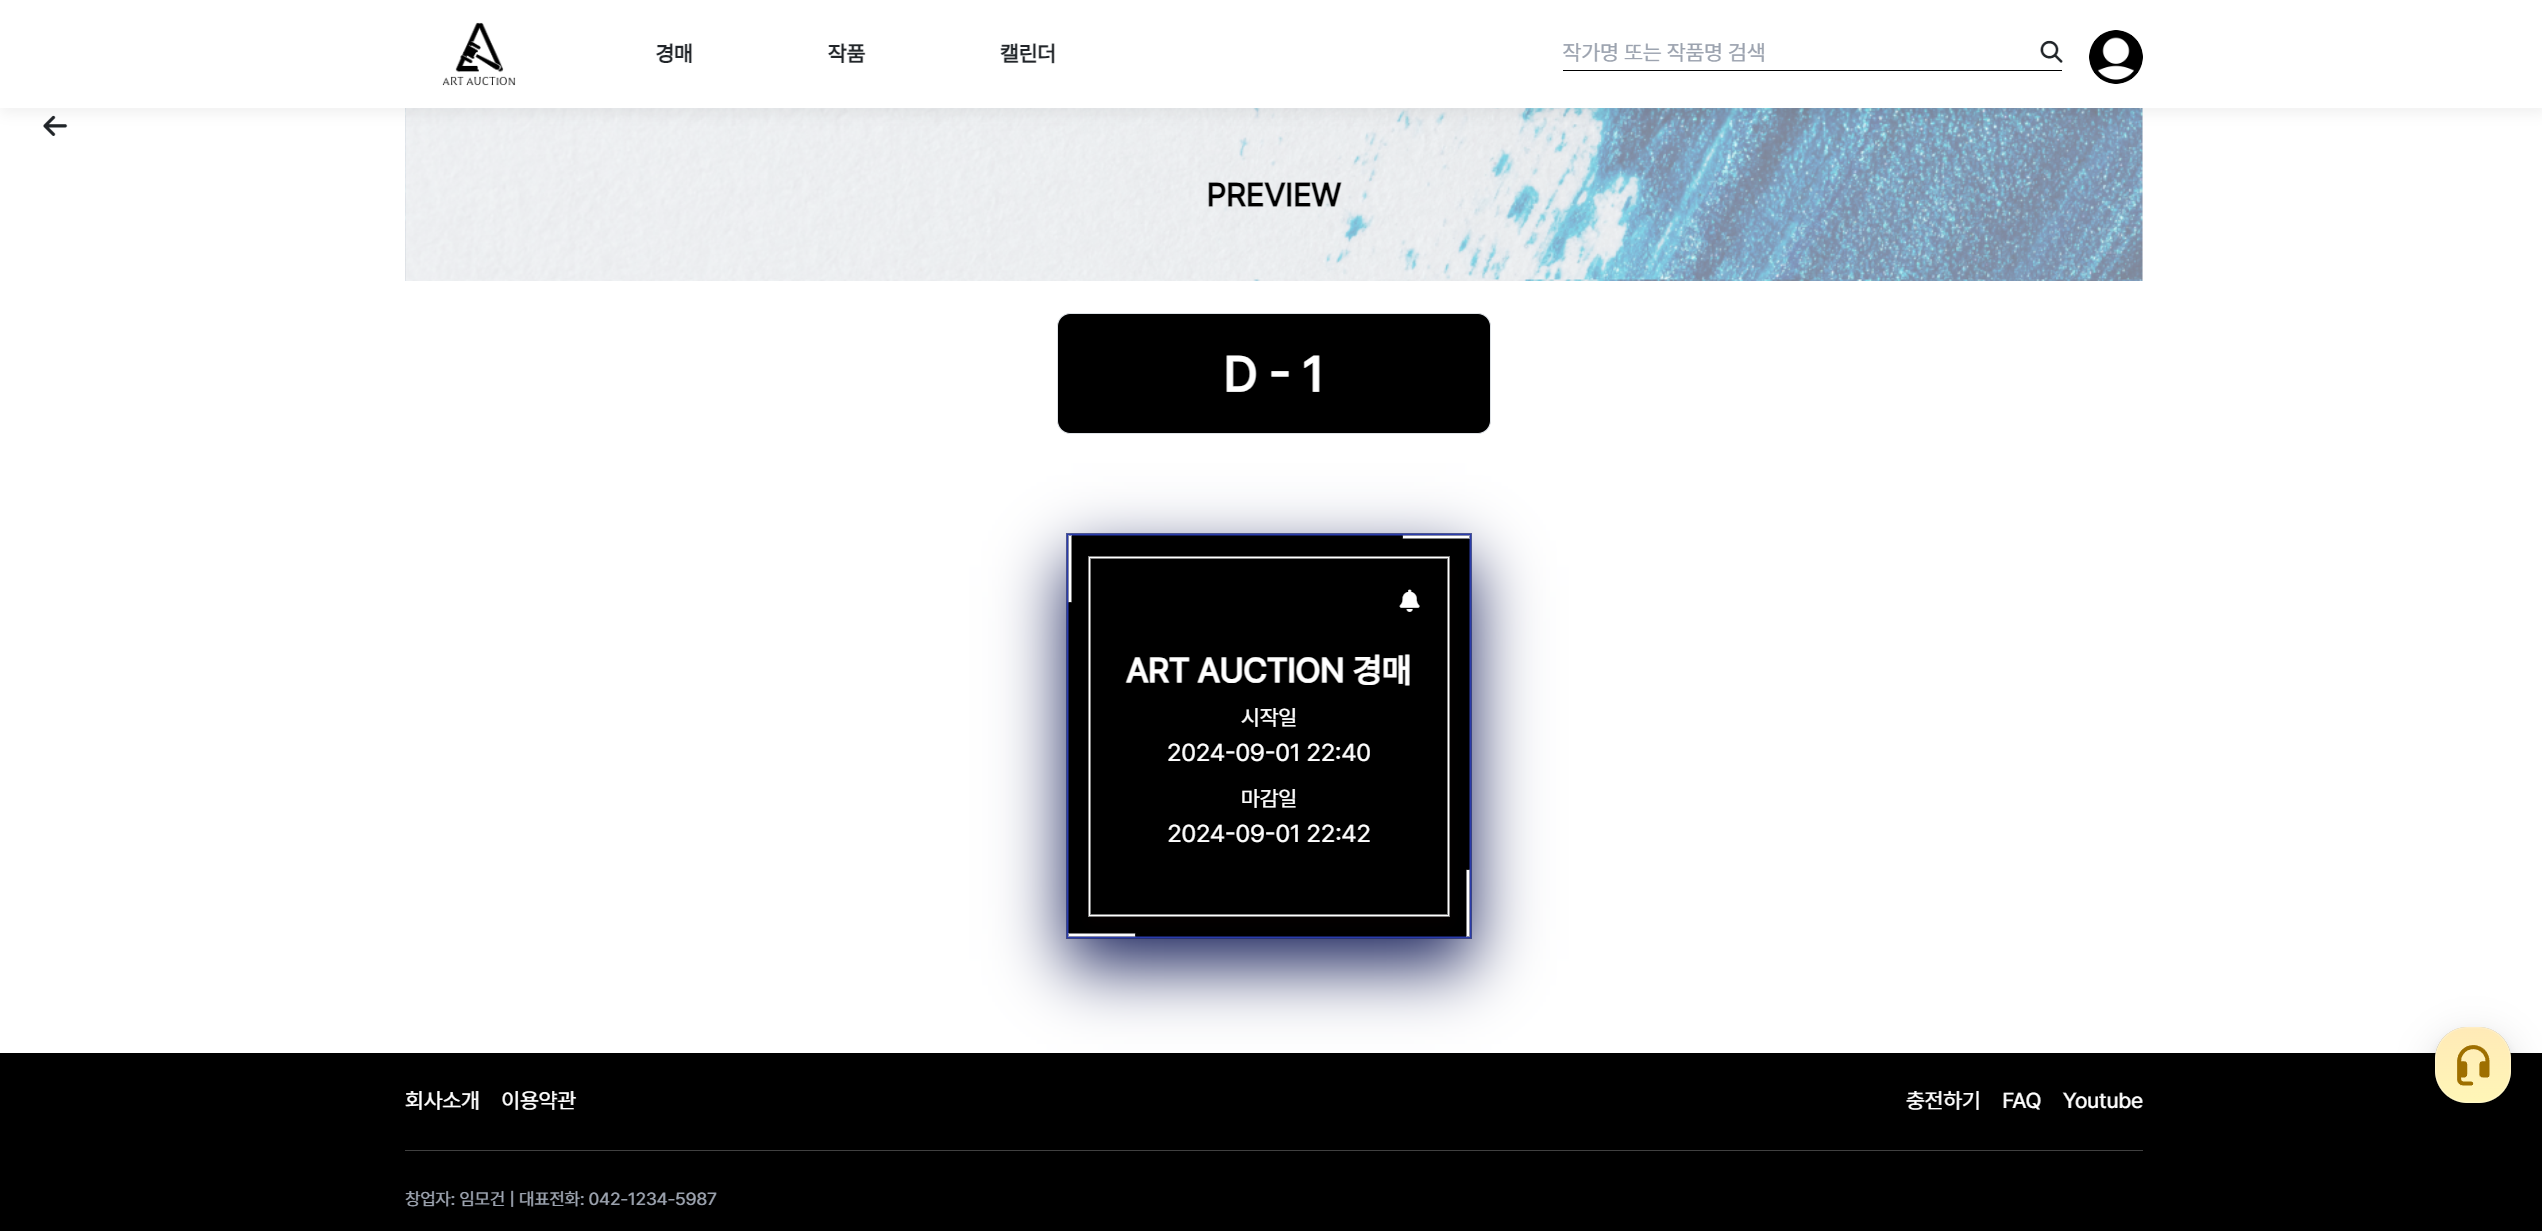 ART AUCTION
경매
작품
캘린더
작가명 또는 작품명 검색
PREVIEW
D - 1
ART AUCTION 경매
시작일
2024-09-01 22:40
마감일
2024-09-01 22:42
회사소개 이용약관
충전하기 FAQ Youtube
창업자: 임모건 | 대표전화: 042-1234-5987